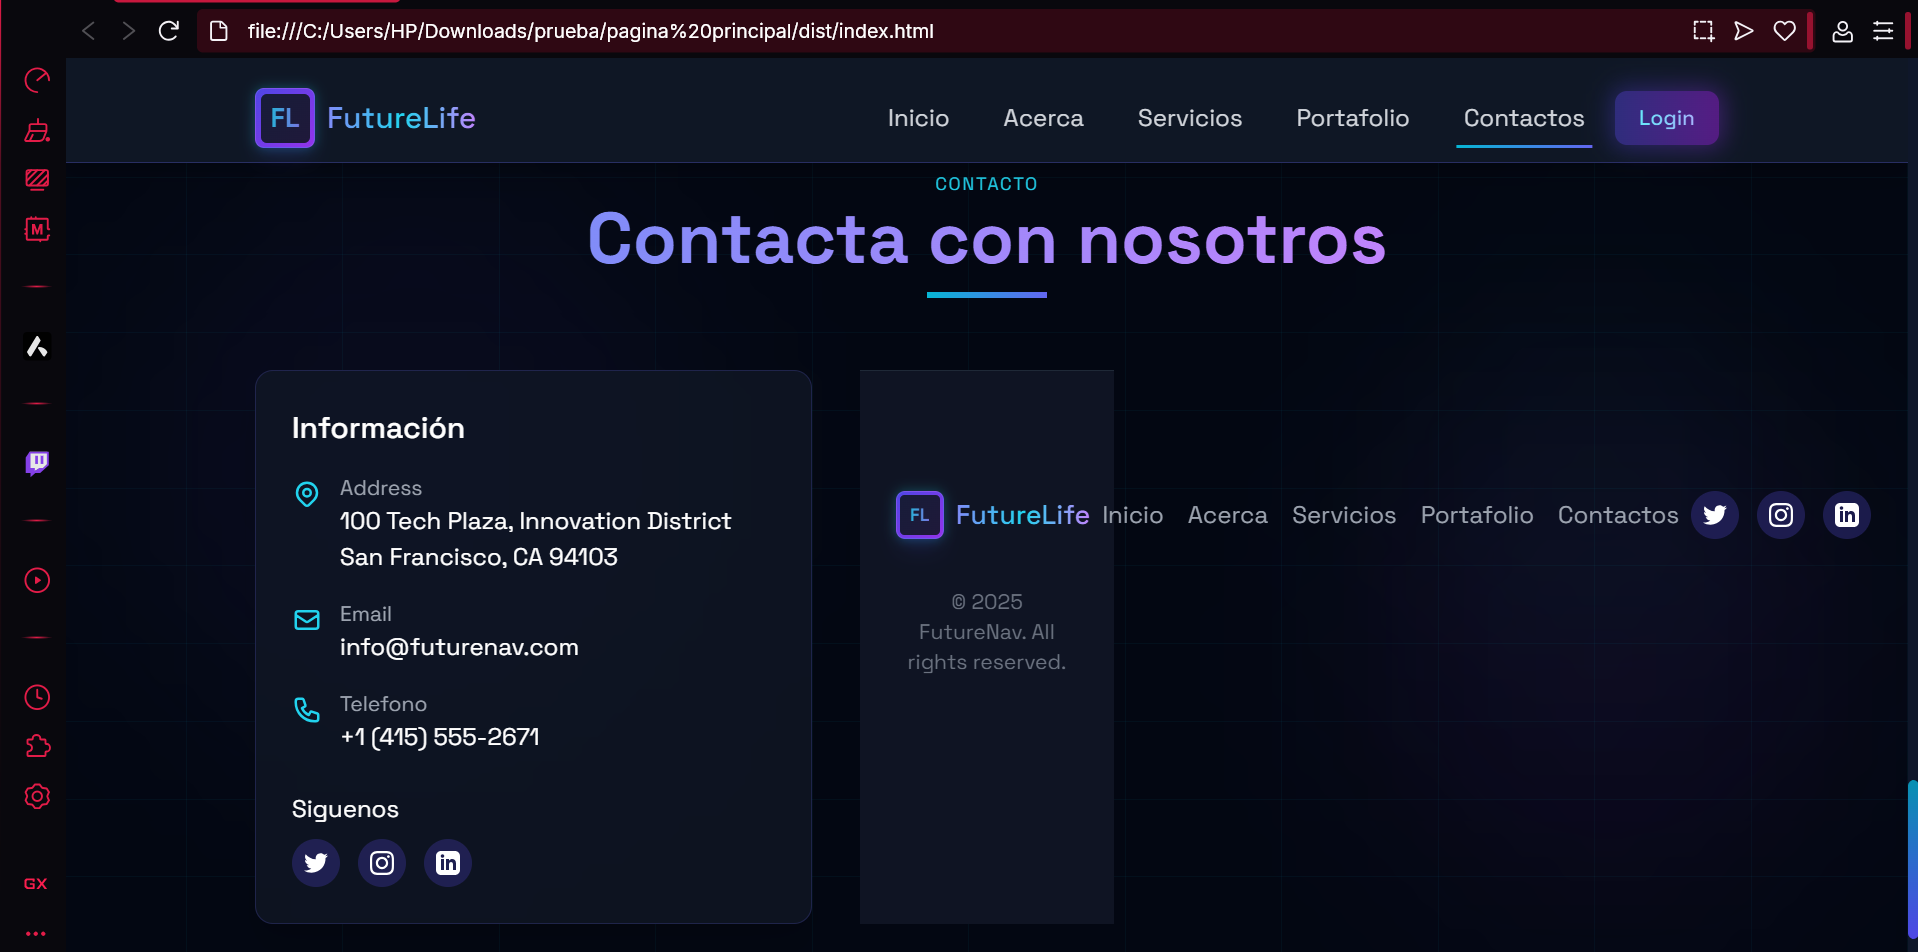 file:///C:/Users/HP/Downloads/prueba/pagina%20principal/dist/index.html
FL FutureLife Inicio Acerca Servicios Portafolio Contactos Login
CONTACTO
Contacta con nosotros
Información
Address
100 Tech Plaza, Innovation District
San Francisco, CA 94103
Email
info@futurenav.com
Telefono
+1 (415) 555-2671
Siguenos
FL FutureLife Inicio Acerca Servicios Portafolio Contactos
© 2025
FutureNav. All
rights reserved.
M
GX